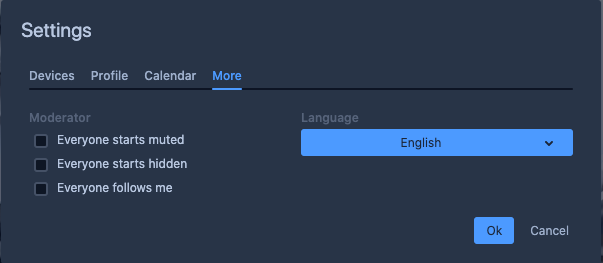 Settings
Devices Profile Calendar More
Moderator
Everyone starts muted
Everyone starts hidden
Everyone follows me
Language
English
Ok Cancel